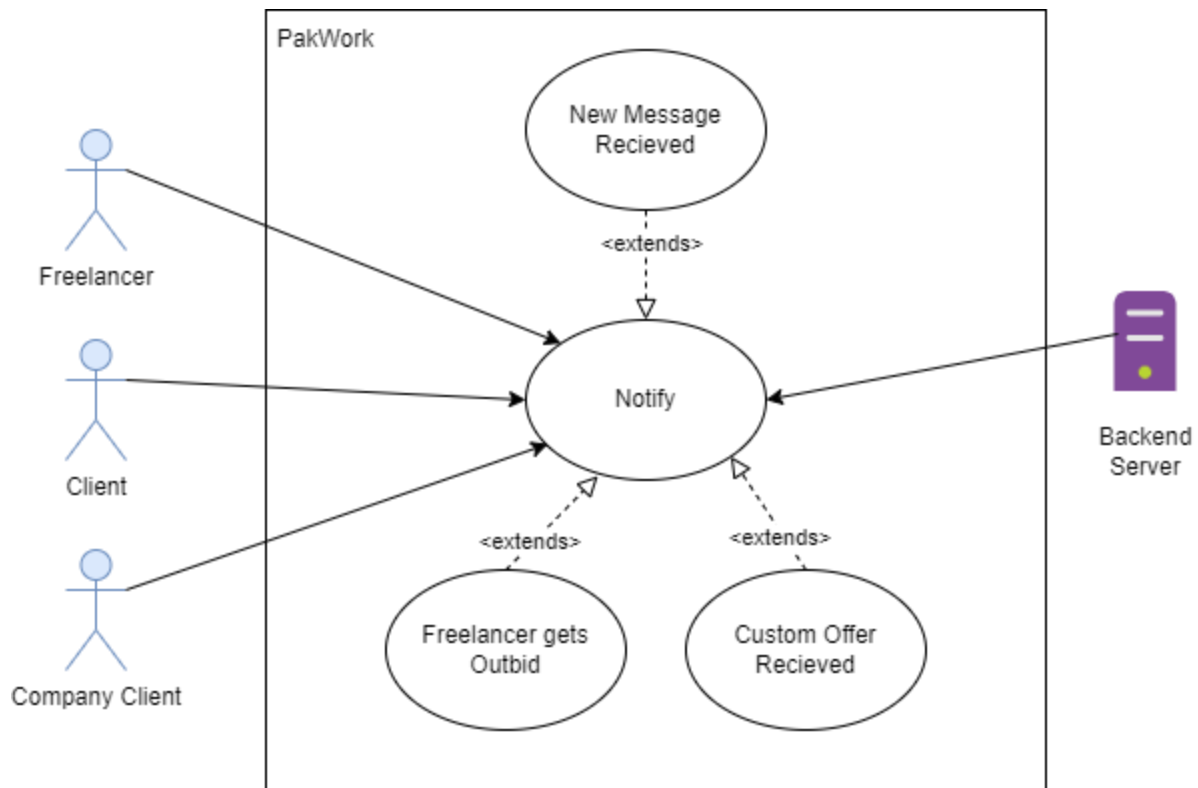 PakWork
New Message
Recieved
<extends>
Freelancer
Notify
Client
Backend
Server
<extends>
<extends>
Freelancer gets
Outbid
Custom Offer
Recieved
Company Client